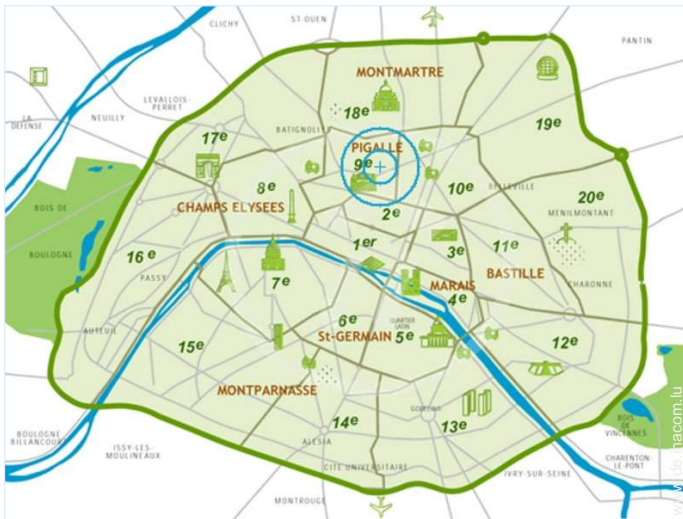 CLICHY
ST-OUEN
PANTIN
MONTMARTRE
LEVALLOIS-
PERRET
LA
DEFENSE
NEUILLY
18e
19e
17e
BATIGNOLLES
PIGALLE
9e
8e
10e
BELLEVILLE
20e
MENILMONTANT
BOIS DE
BOULOGNE
CHAMPS ELYSEES
2e
1er
3e
11e
16e
PASSY
7e
MARAIS
BASTILLE
4e
CHARONNE
AUTEUIL
15e
6e
St-GERMAIN
QUARTIER
LATIN
5e
12e
MONTPARNASSE
14e
ALESIA
GOBELINS
13e
BOIS
DE
VINCENNES
BOULOGNE
BILLANCOURT
ISSY-LES-
MOULINEAUX
CITE UNIVERSITAIRE
IVRY-SUR-SEINE
CHARENTON-
LE-PONT
MONTROUGE